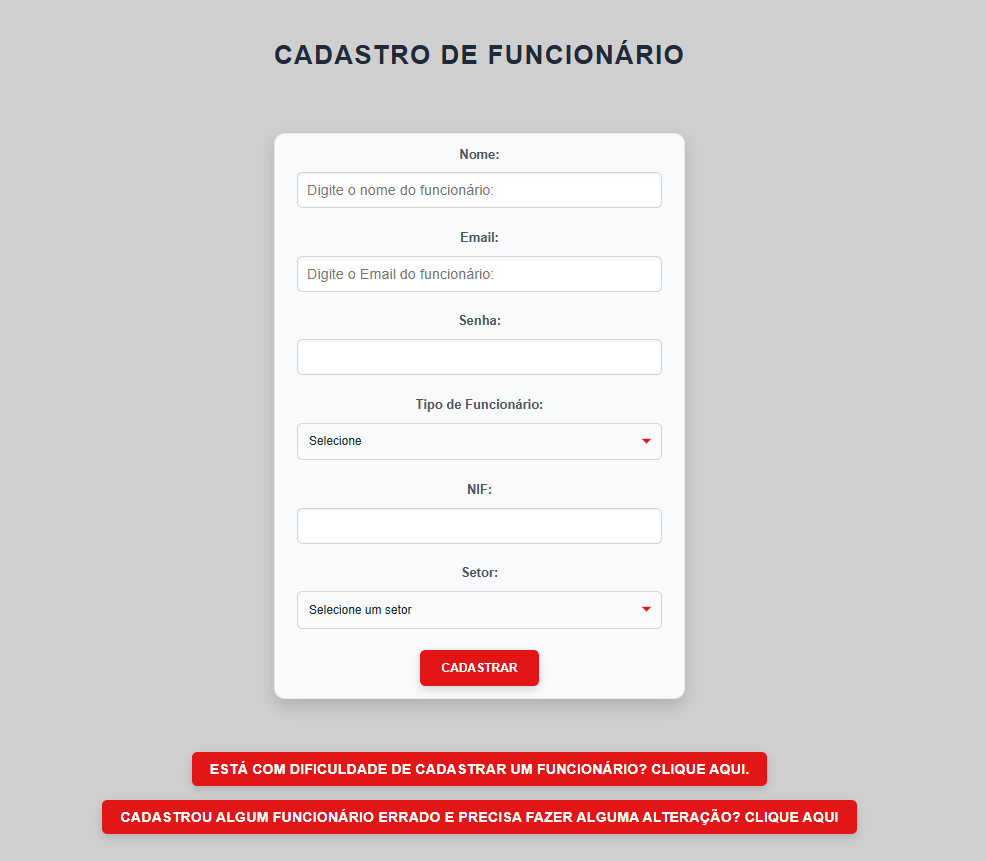 CADASTRO DE FUNCIONÁRIO
Nome:
Digite o nome do funcionário:
Email:
Digite o Email do funcionário:
Senha:
Tipo de Funcionário:
Selecione
NIF:
Setor:
Selecione um setor
CADASTRAR
ESTÁ COM DIFICULDADE DE CADASTRAR UM FUNCIONÁRIO? CLIQUE AQUI.
CADASTROU ALGUM FUNCIONÁRIO ERRADO E PRECISA FAZER ALGUMA ALTERAÇÃO? CLIQUE AQUI